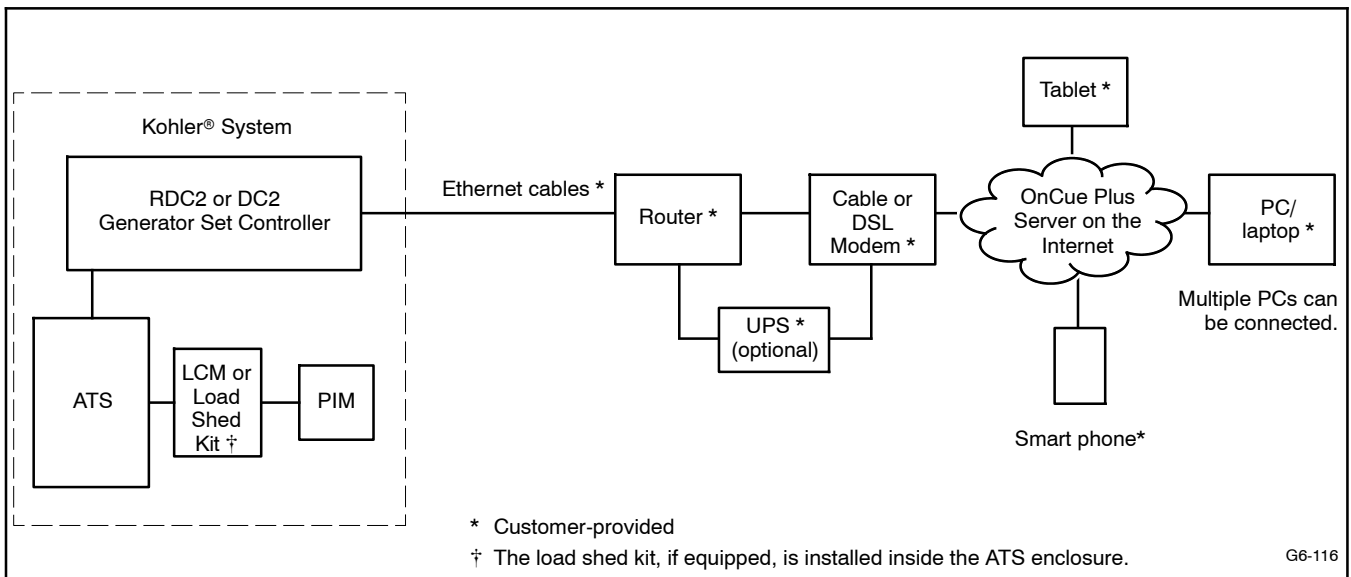 Kohler® System
RDC2 or DC2
Generator Set Controller
ATS
LCM or
Load
Shed
Kit †
PIM
Ethernet cables *
Router *
Cable or
DSL
Modem *
UPS *
(optional)
Tablet *
OnCue Plus
Server on the
Internet
PC/
laptop *
Multiple PCs can
be connected.
Smart phone*
* Customer-provided
† The load shed kit, if equipped, is installed inside the ATS enclosure.
G6-116